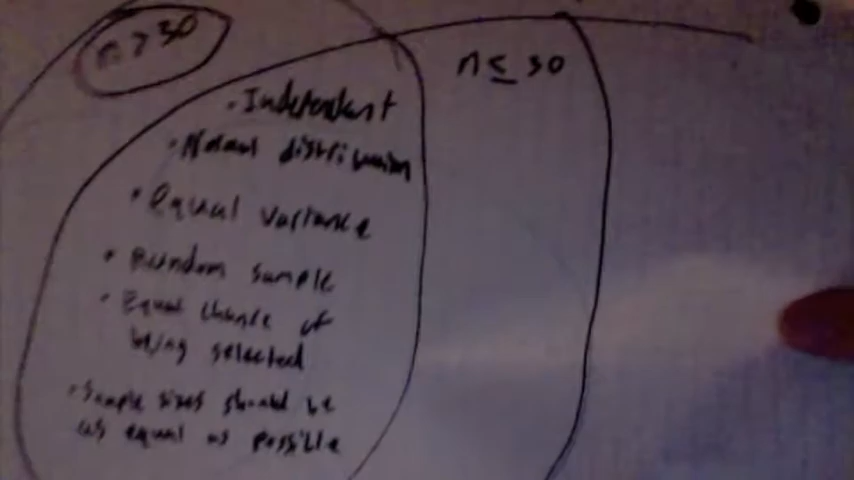 n > 30
n ≤ 30
• Independent
• Normal distribution
• Equal variance
• Random sample
• Equal chance of
being selected
• Sample sizes should be
as equal as possible